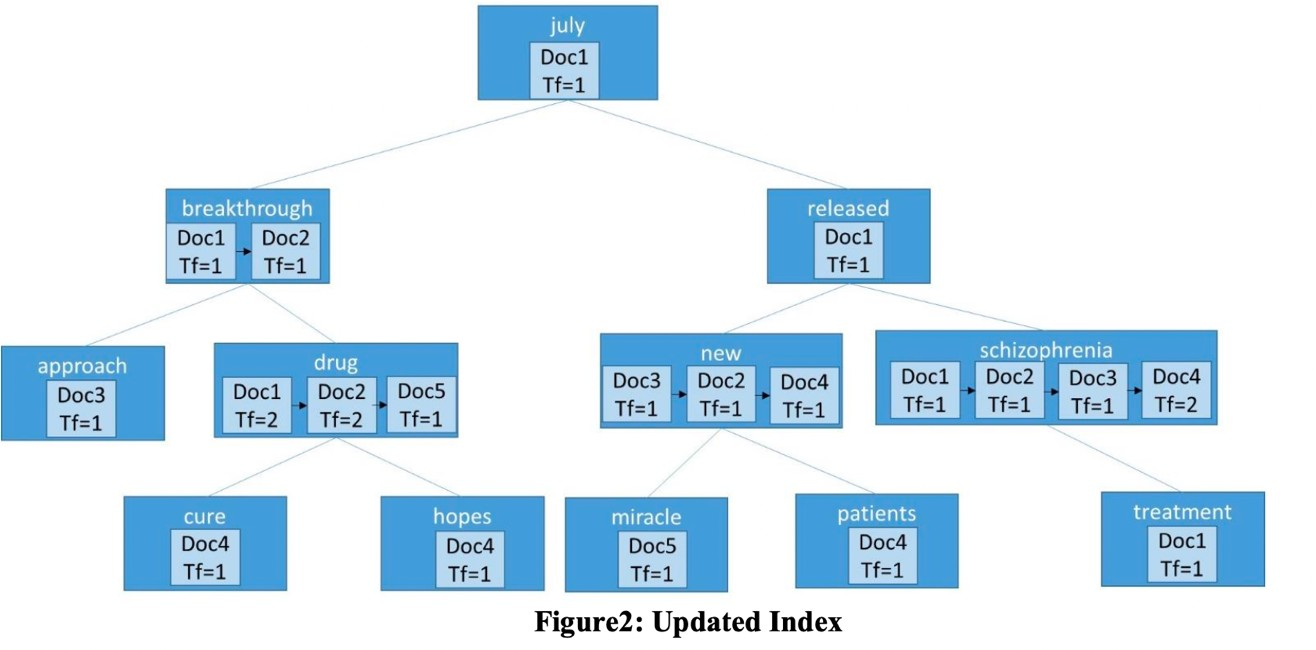 july
Doc1
Tf=1
breakthrough
Doc1 Doc2
Tf=1 Tf=1
released
Doc1
Tf=1
approach
Doc3
Tf=1
drug
Doc1 Doc2 Doc5
Tf=2 Tf=2 Tf=1
new
Doc3 Doc2 Doc4
Tf=1 Tf=1 Tf=1
schizophrenia
Doc1 Doc2 Doc3 Doc4
Tf=1 Tf=1 Tf=1 Tf=2
cure
Doc4
Tf=1
hopes
Doc4
Tf=1
miracle
Doc5
Tf=1
patients
Doc4
Tf=1
treatment
Doc1
Tf=1
Figure2: Updated Index